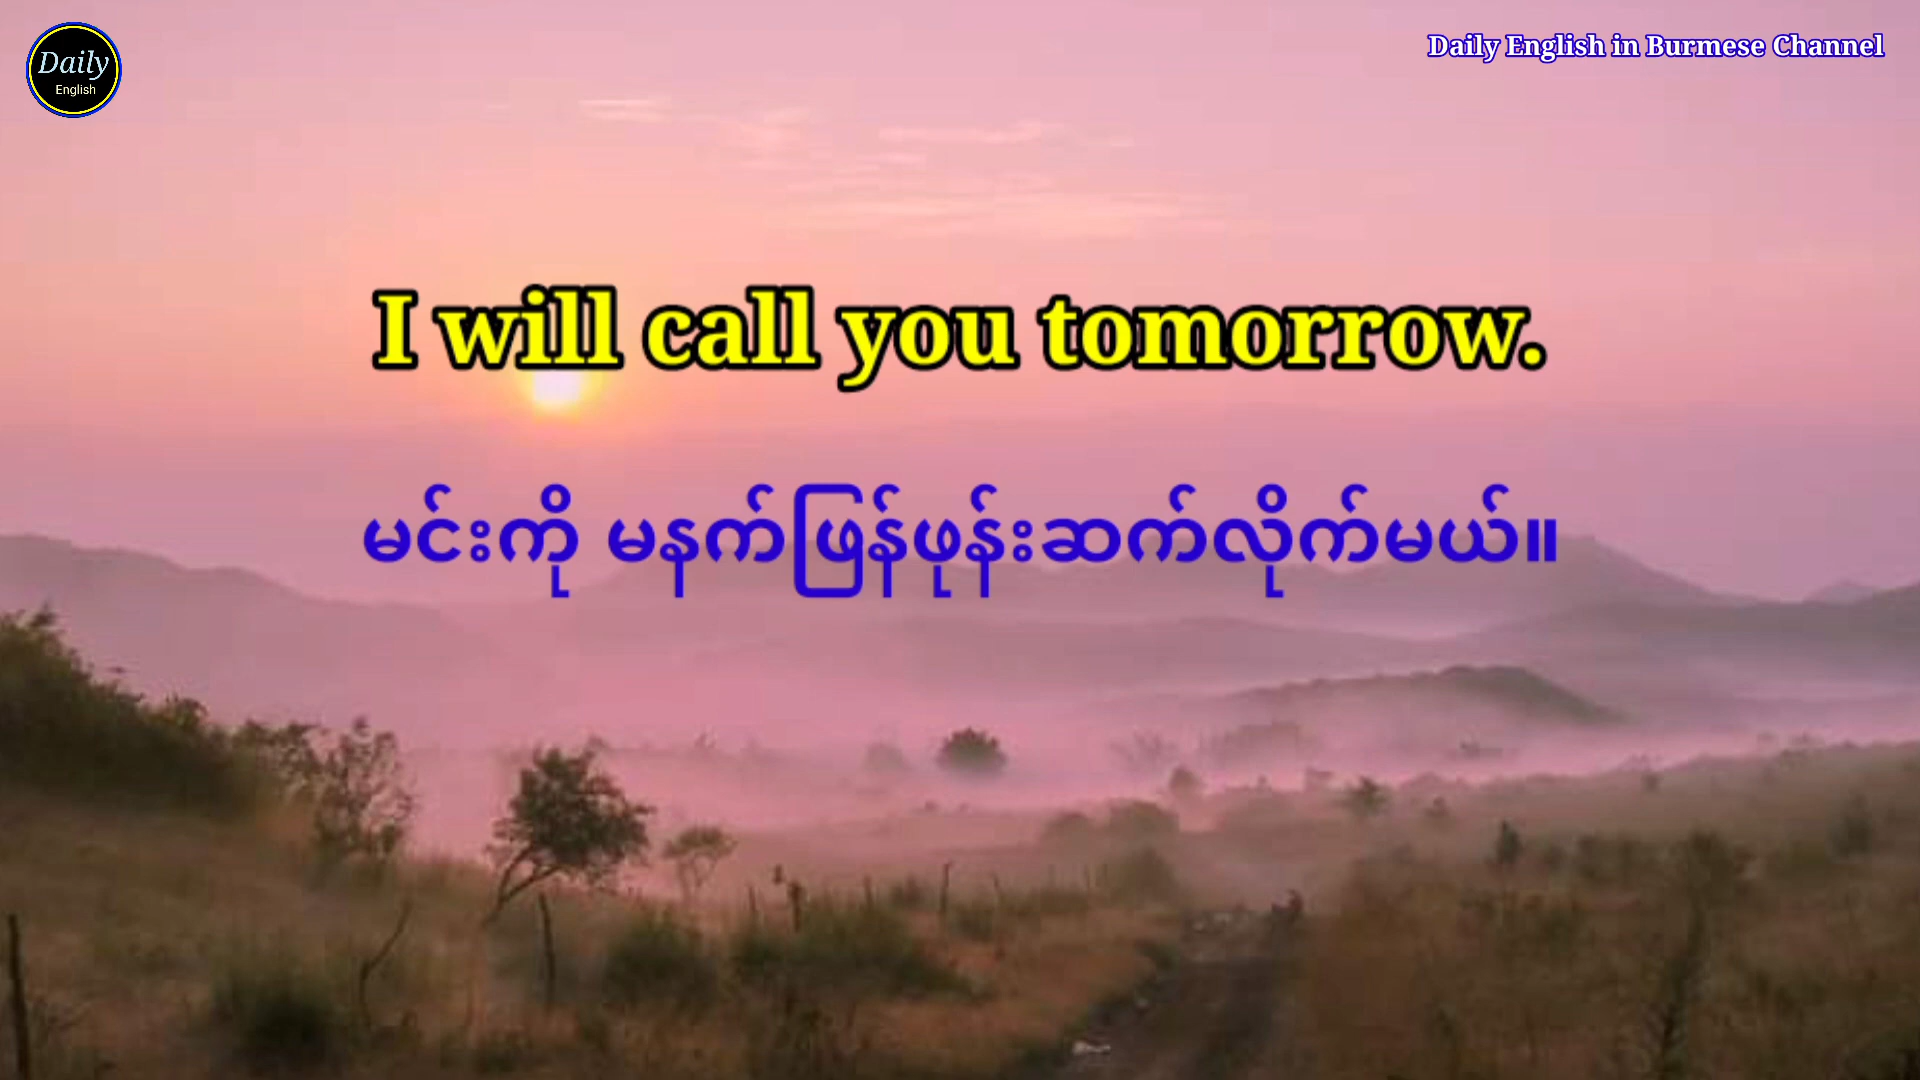 Daily
English
Daily English in Burmese Channel
I will call you tomorrow.
မင်းကို မနက်ဖြန်ဖုန်းဆက်လိုက်မယ်။